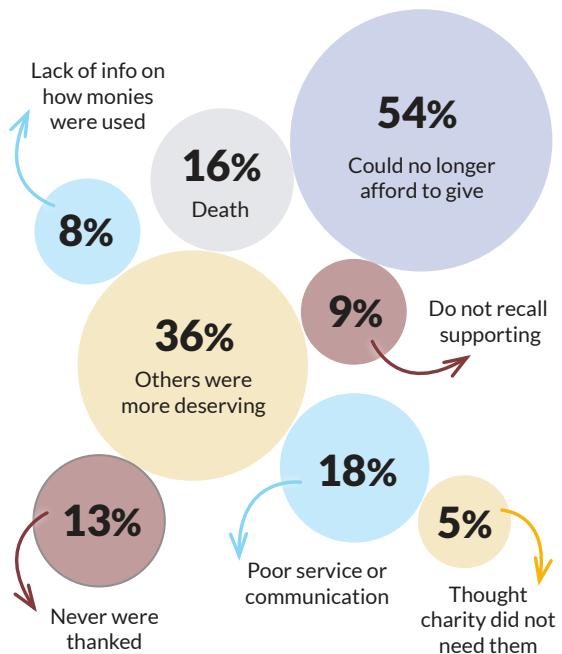 Lack of info on
how monies
were used
54%
Could no longer
afford to give
16%
Death
8%
9%
Do not recall
supporting
36%
Others were
more deserving
18%
Poor service or
communication
13%
Never were
thanked
5%
Thought
charity did not
need them